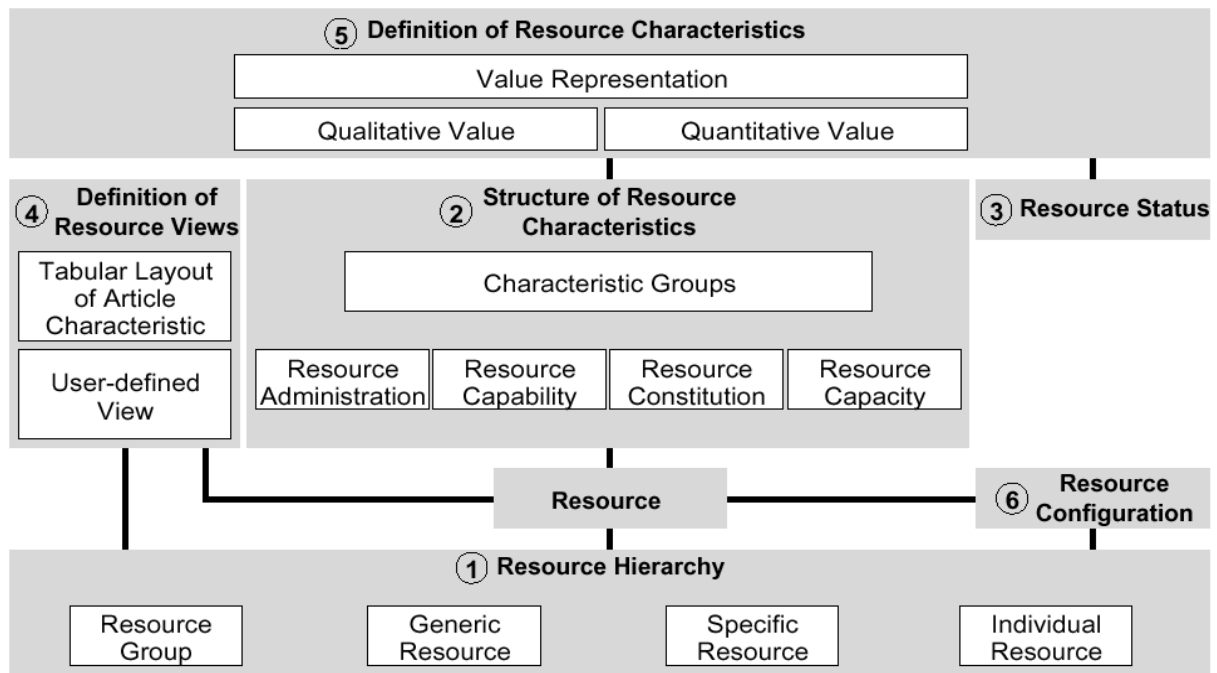 5 Definition of Resource Characteristics
Value Representation
Qualitative Value
Quantitative Value
4 Definition of
Resource Views
Tabular Layout
of Article
Characteristic
User-defined
View
2 Structure of Resource
Characteristics
Characteristic Groups
Resource
Administration
Resource
Capability
Resource
Constitution
Resource
Capacity
3 Resource Status
Resource
6 Resource
Configuration
1 Resource Hierarchy
Resource
Group
Generic
Resource
Specific
Resource
Individual
Resource